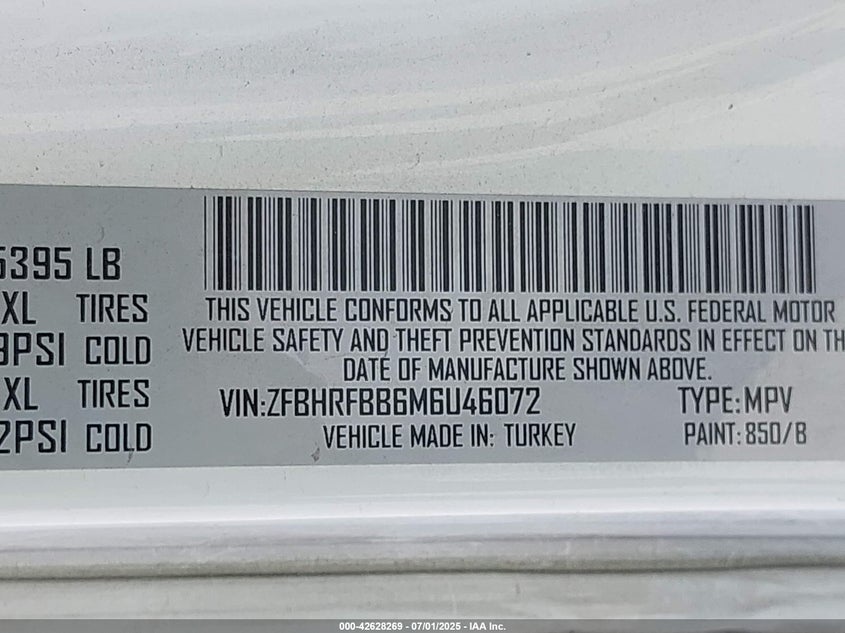 5395 LB
XL TIRES
PSI COLD
XL TIRES
2PSI COLD
THIS VEHICLE CONFORMS TO ALL APPLICABLE U.S. FEDERAL MOTOR
VEHICLE SAFETY AND THEFT PREVENTION STANDARDS IN EFFECT ON TH
DATE OF MANUFACTURE SHOWN ABOVE.
VIN:ZFBHRFBB6M6U46072 TYPE:MPV
VEHICLE MADE IN: TURKEY PAINT:850/B
000-42628269 - 07/01/2025 - IAA Inc.